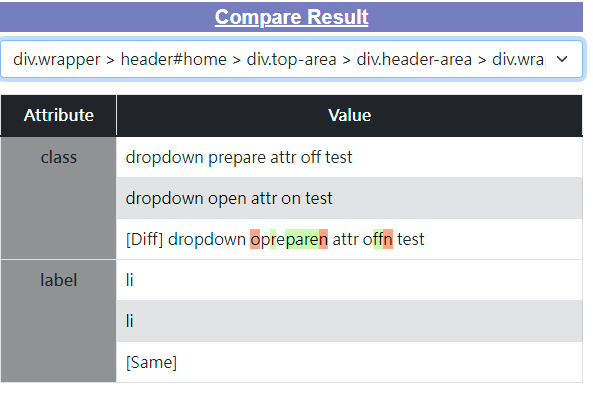 Compare Result
div.wrapper > header#home > div.top-area > div.header-area > div.wra
Attribute Value
class dropdown prepare attr off test
dropdown open attr on test
[Diff] dropdown opreparen attr offn test
label li
li
[Same]